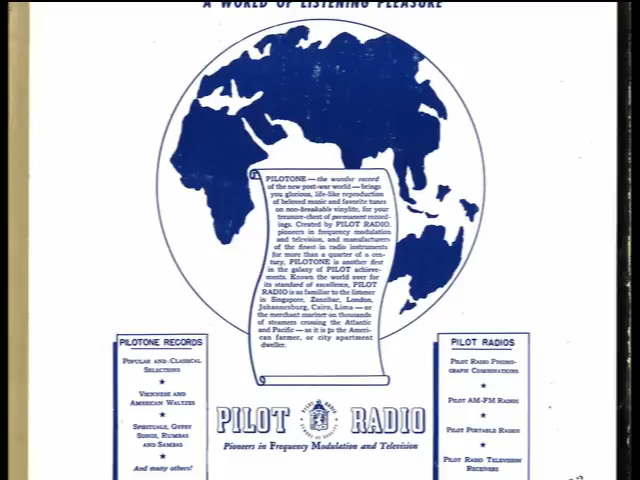 A WORLD OF LISTENING PLEASURE
PILOTONE — the wonder record
of the new post-war world — brings
you glorious, life-like reproduction
of beloved music and favorite tunes
on non-breakable vinylite, for your
treasure-chest of permanent record-
ings. Created by PILOT RADIO,
pioneers in frequency modulation
and television, and manufacturers
of the finest in radio instruments
for more than a quarter of a cen-
tury, PILOTONE is another first
in the galaxy of PILOT achieve-
ments. Known the world over for
its standard of excellence, PILOT
RADIO is as familiar to the listener
in Singapore, Zanzibar, London,
Johannesburg, Cairo, Lima — or
the merchant mariner on thousands
of steamers crossing the Atlantic
and Pacific — as it is to the Ameri-
can farmer, or city apartment
dweller.
PILOTONE RECORDS
POPULAR AND CLASSICAL
SELECTIONS
★
VIENNESE AND
AMERICAN WALTZES
★
SPIRITUALS, GYPSY
SONGS, RUMBAS
AND SAMBAS
★
And many others!
PILOT RADIO
Pioneers in Frequency Modulation and Television
PILOT RADIOS
PILOT RADIO PHONO-
GRAPH COMBINATIONS
★
PILOT AM-FM RADIOS
★
PILOT PORTABLE RADIOS
★
PILOT RADIO TELEVISION
RECEIVERS